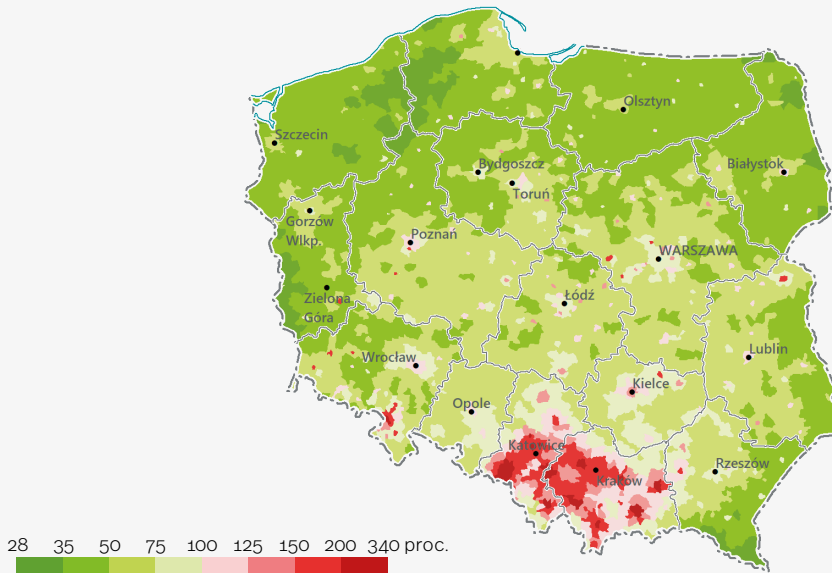 Olsztyn
Szczecin
Bydgoszcz
Białystok
Toruń
Gorzów
Wlkp.
Poznań
WARSZAWA
Zielona
Góra
Łódź
Wrocław
Lublin
Kielce
Opole
Katowice
Rzeszów
Kraków
28 35 50 75 100 125 150 200 340 proc.